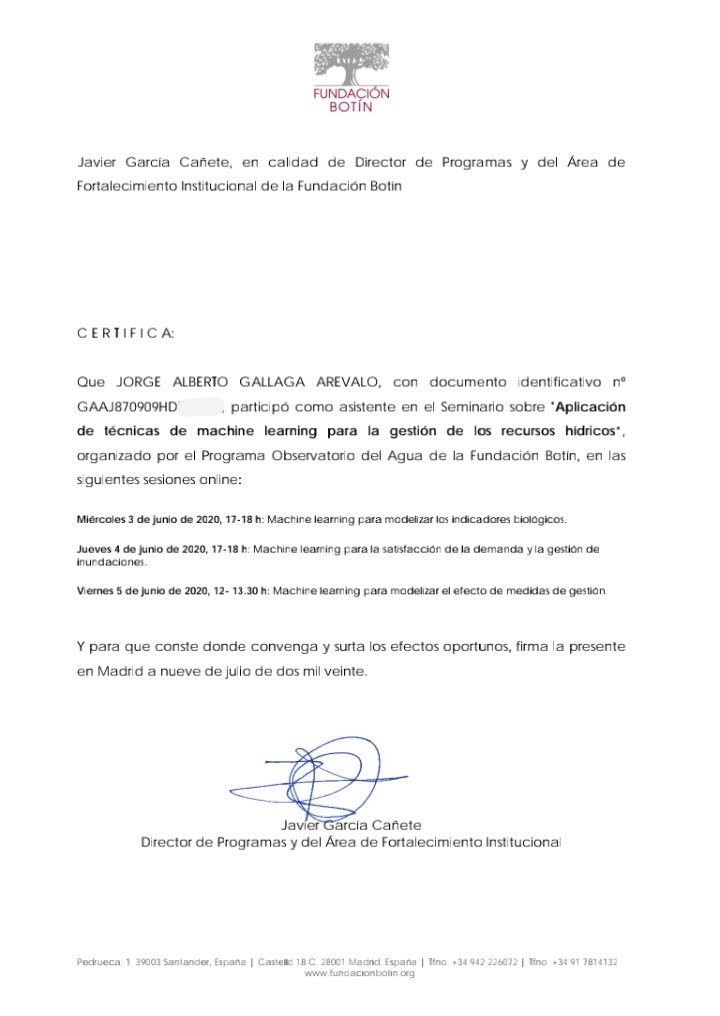 FUNDACIÓN
BOTÍN
Javier García Cañete, en calidad de Director de Programas y del Área de
Fortalecimiento Institucional de la Fundación Botín
C E R T I F I C A:
Que JORGE ALBERTO GALLAGA AREVALO, con documento identificativo nº
GAAJ870909HD , participó como asistente en el Seminario sobre "Aplicación
de técnicas de machine learning para la gestión de los recursos hídricos",
organizado por el Programa Observatorio del Agua de la Fundación Botín, en las
siguientes sesiones online:
Miércoles 3 de junio de 2020, 17-18 h: Machine learning para modelizar los indicadores biológicos.
Jueves 4 de junio de 2020, 17-18 h: Machine learning para la satisfacción de la demanda y la gestión de
inundaciones.
Viernes 5 de junio de 2020, 12- 13.30 h: Machine learning para modelizar el efecto de medidas de gestión.
Y para que conste donde convenga y surta los efectos oportunos, firma la presente
en Madrid a nueve de julio de dos mil veinte.
Javier García Cañete
Director de Programas y del Área de Fortalecimiento Institucional
Pedrueca, 1. 39003 Santander, España | Castelló 18 C. 28001 Madrid. España | Tfno. +34 942 226072 | Tfno. +34 91 7814132
www.fundacionbotin.org